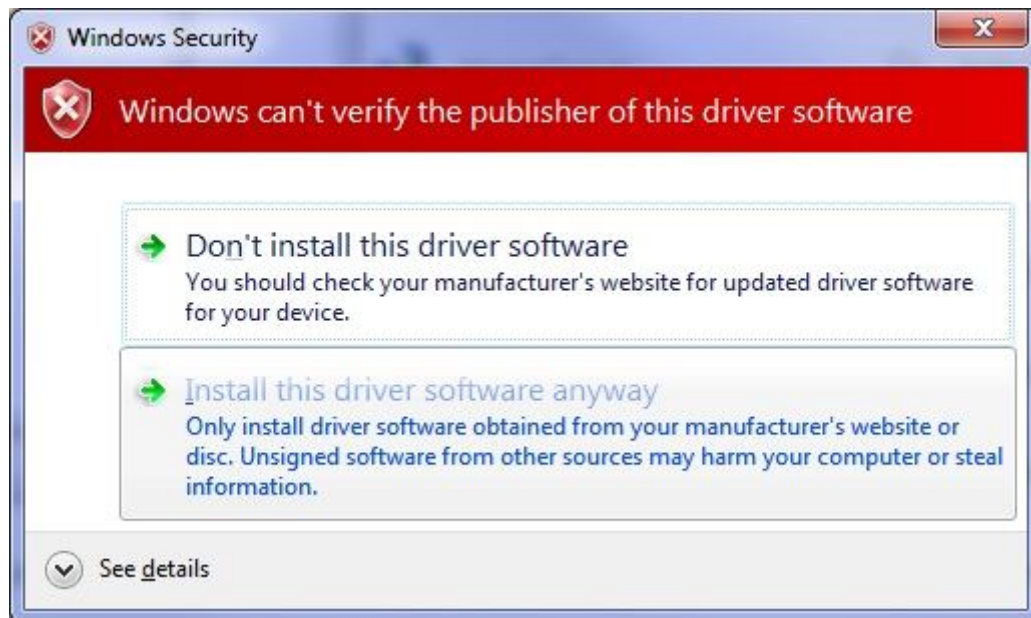 Windows Security
Windows can't verify the publisher of this driver software
Don't install this driver software
You should check your manufacturer's website for updated driver software
for your device.
Install this driver software anyway
Only install driver software obtained from your manufacturer's website or
disc. Unsigned software from other sources may harm your computer or steal
information.
See details